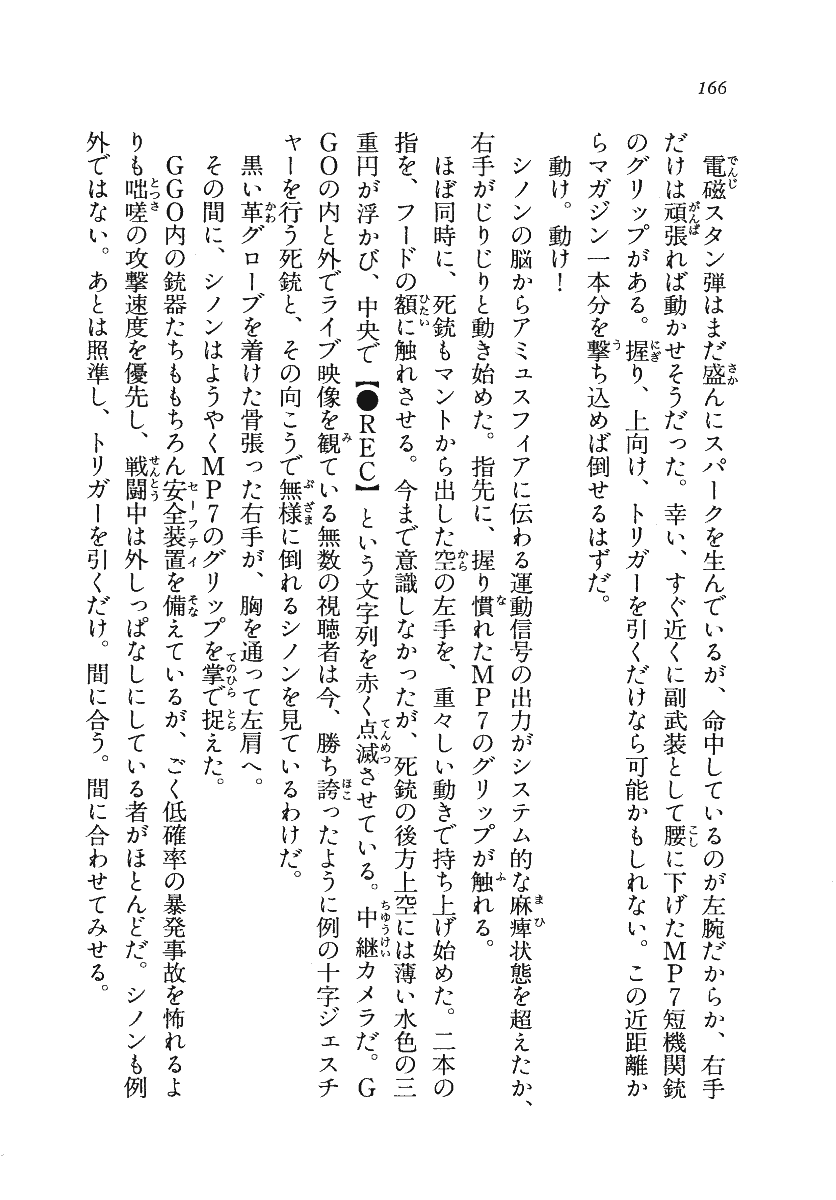 166
電磁スタン弾はまだ盛んにスパークを生んでいるが、命中しているのが左腕だからか、右手
だけは頑張れば動かせそうだった。幸い、すぐ近くに副武装として腰に下げたＭＰ７短機関銃
のグリップがある。握り、上向け、トリガーを引くだけなら可能かもしれない。この近距離か
らマガジン一本分を撃ち込めば倒せるはずだ。
動け。動け！
シノンの脳からアミュスフィアに伝わる運動信号の出力がシステム的な麻痺状態を超えたか、
右手がじりじりと動き始めた。指先に、握り慣れたＭＰ７のグリップが触れる。
ほぼ同時に、死銃もマントから出した空の左手を、重々しい動きで持ち上げ始めた。二本の
指を、フードの額に触れさせる。今まで意識しなかったが、死銃の後方上空には薄い水色の三
重円が浮かび、中央で【●ＲＥＣ】という文字列を赤く点滅させている。中継カメラだ。Ｇ
ＧＯの内と外でライブ映像を観ている無数の視聴者は今、勝ち誇ったように例の十字ジェスチ
ャーを行う死銃と、その向こうで無様に倒れるシノンを見ているわけだ。
黒い革グローブを着けた骨張った右手が、胸を通って左肩へ。
その間に、シノンはようやくＭＰ７のグリップを掌で捉えた。
ＧＧＯ内の銃器たちももちろん安全装置を備えているが、ごく低確率の暴発事故を怖れるよ
りも咄嗟の攻撃速度を優先し、戦闘中は外しっぱなしにしている者がほとんどだ。シノンも例
外ではない。あとは照準し、トリガーを引くだけ。間に合う。間に合わせてみせる。